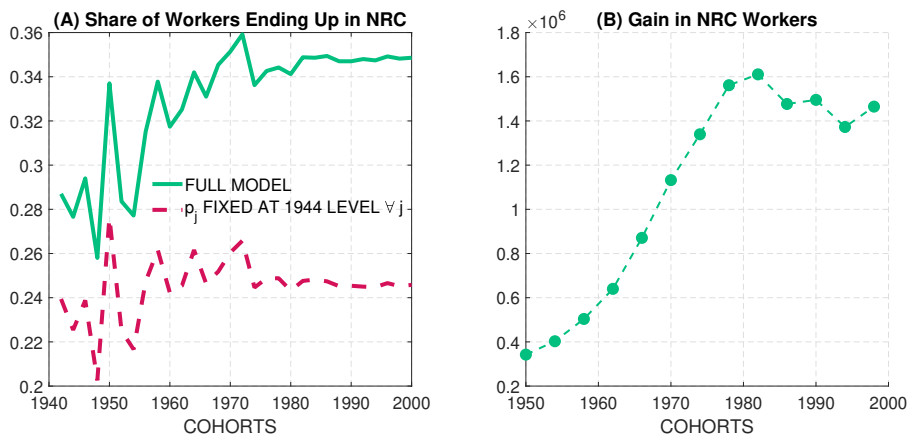 (A) Share of Workers Ending Up in NRC
0.36
0.34
0.32
0.3
0.28
0.26
0.24
0.22
0.2
FULL MODEL
p_j FIXED AT 1944 LEVEL ∀ j
1940 1950 1960 1970 1980 1990 2000
COHORTS
(B) Gain in NRC Workers
×10^6
1.8
1.6
1.4
1.2
1
0.8
0.6
0.4
0.2
1950 1960 1970 1980 1990 2000
COHORTS